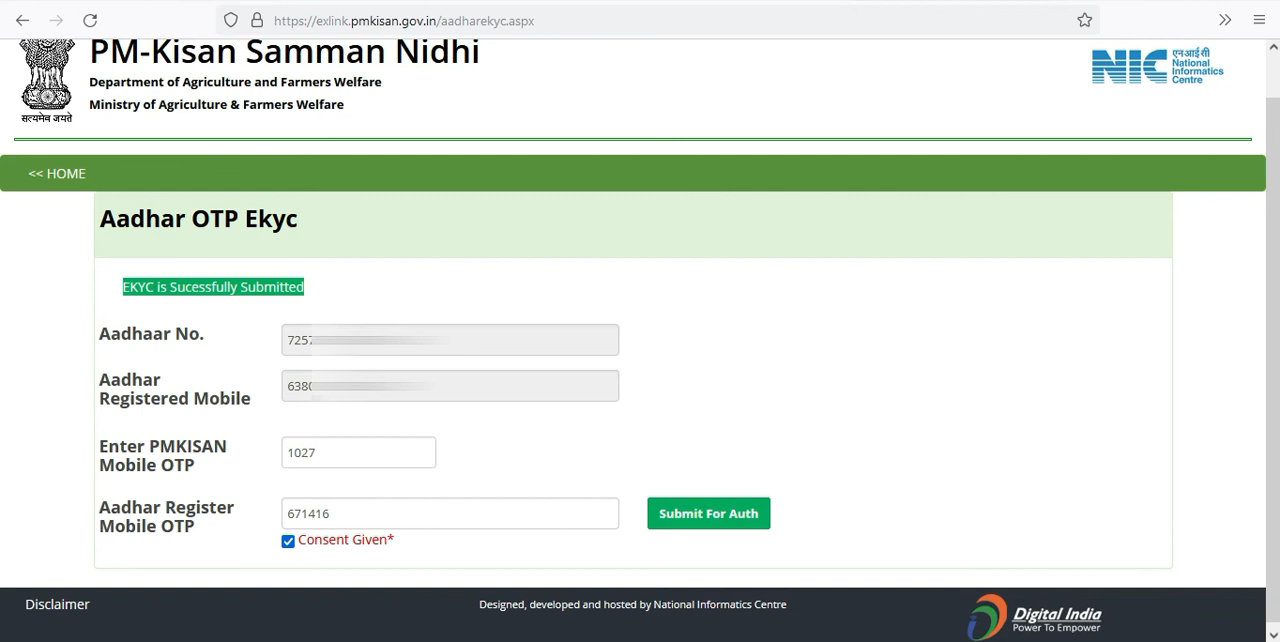 https://exlink.pmkisan.gov.in/aadharekyc.aspx
PM-Kisan Samman Nidhi
Department of Agriculture and Farmers Welfare
Ministry of Agriculture & Farmers Welfare
सत्यमेव जयते
NIC
एन आई सी
National
Informatics
Centre
<< HOME
Aadhar OTP Ekyc
EKYC is Sucessfully Submitted
Aadhaar No.
7257
Aadhar
Registered Mobile
6380
Enter PMKISAN
Mobile OTP
1027
Aadhar Register
Mobile OTP
671416
Submit For Auth
Consent Given*
Disclaimer
Designed, developed and hosted by National Informatics Centre
Digital India
Power To Empower